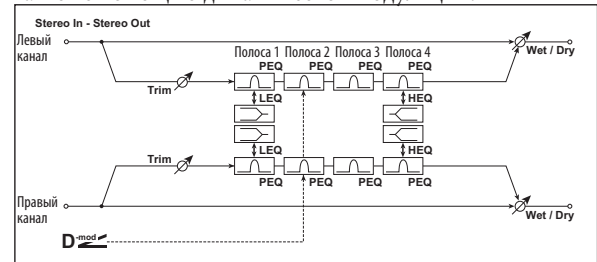 Stereo In - Stereo Out
Левый канал
Полоса 1 Полоса 2 Полоса 3 Полоса 4
PEQ PEQ PEQ PEQ
Wet / Dry
Trim
LEQ HEQ
LEQ HEQ
Trim
PEQ PEQ PEQ PEQ
Правый канал
Wet / Dry
D-mod